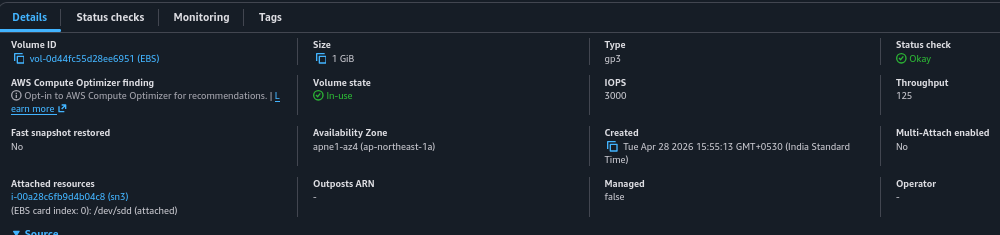 Details
Status checks
Monitoring
Tags
Volume ID
vol-0d44fc55d28ee6951 (EBS)
Size
1 GiB
Type
gp3
Status check
Okay
AWS Compute Optimizer finding
Opt-in to AWS Compute Optimizer for recommendations. | L
earn more
Volume state
In-use
IOPS
3000
Throughput
125
Fast snapshot restored
No
Availability Zone
apne1-az4 (ap-northeast-1a)
Created
Tue Apr 28 2026 15:55:13 GMT+0530 (India Standard
Time)
Multi-Attach enabled
No
Attached resources
i-00a28c6fb9d4b04c8 (sn3)
(EBS card index: 0): /dev/sdd (attached)
Outposts ARN
-
Managed
false
Operator
-
Source